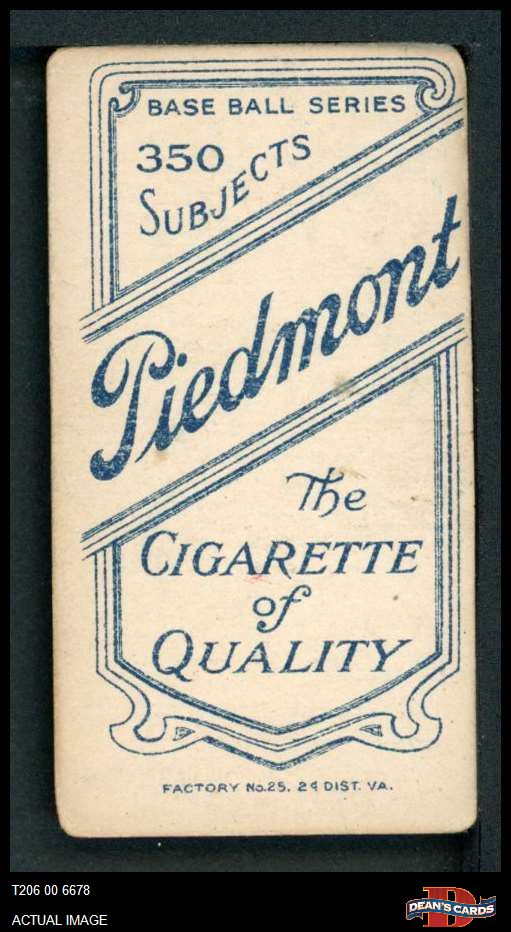 BASE BALL SERIES
350
SUBJECTS
Piedmont
The
CIGARETTE
of
QUALITY
FACTORY No.25. 2d DIST. VA.
T206 00 6678
ACTUAL IMAGE
D
DEAN'S CARDS